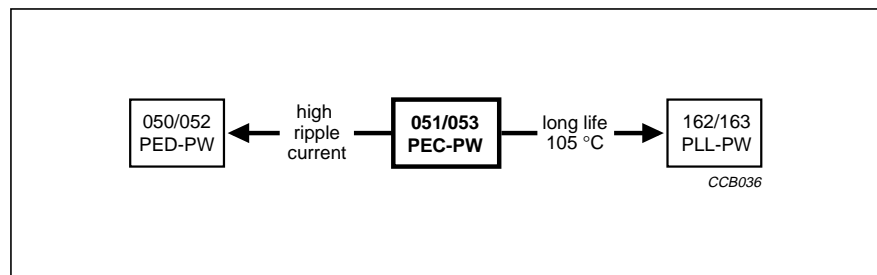 050/052
PED-PW
high
ripple
current
051/053
PEC-PW
long life
105 °C
162/163
PLL-PW
CCB036